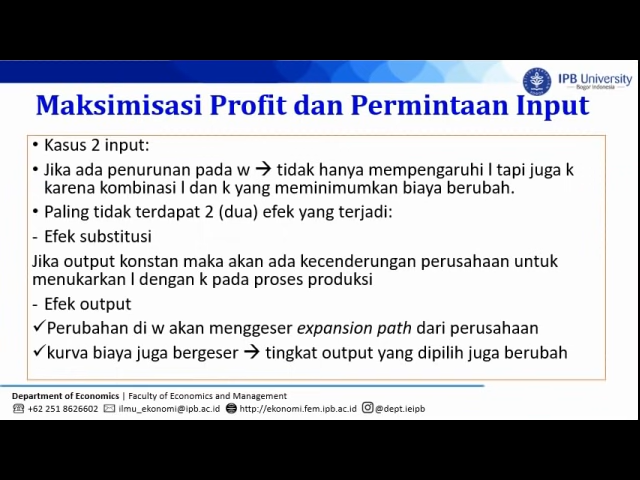 IPB University
Bogor Indonesia
Maksimisasi Profit dan Permintaan Input
• Kasus 2 input:
• Jika ada penurunan pada w → tidak hanya mempengaruhi l tapi juga k
karena kombinasi l dan k yang meminimumkan biaya berubah.
• Paling tidak terdapat 2 (dua) efek yang terjadi:
- Efek substitusi
Jika output konstan maka akan ada kecenderungan perusahaan untuk
menukarkan l dengan k pada proses produksi
- Efek output
✓Perubahan di w akan menggeser expansion path dari perusahaan
✓kurva biaya juga bergeser → tingkat output yang dipilih juga berubah
Department of Economics | Faculty of Economics and Management
+62 251 8626602 ilmu_ekonomi@ipb.ac.id http://ekonomi.fem.ipb.ac.id @dept.ieipb